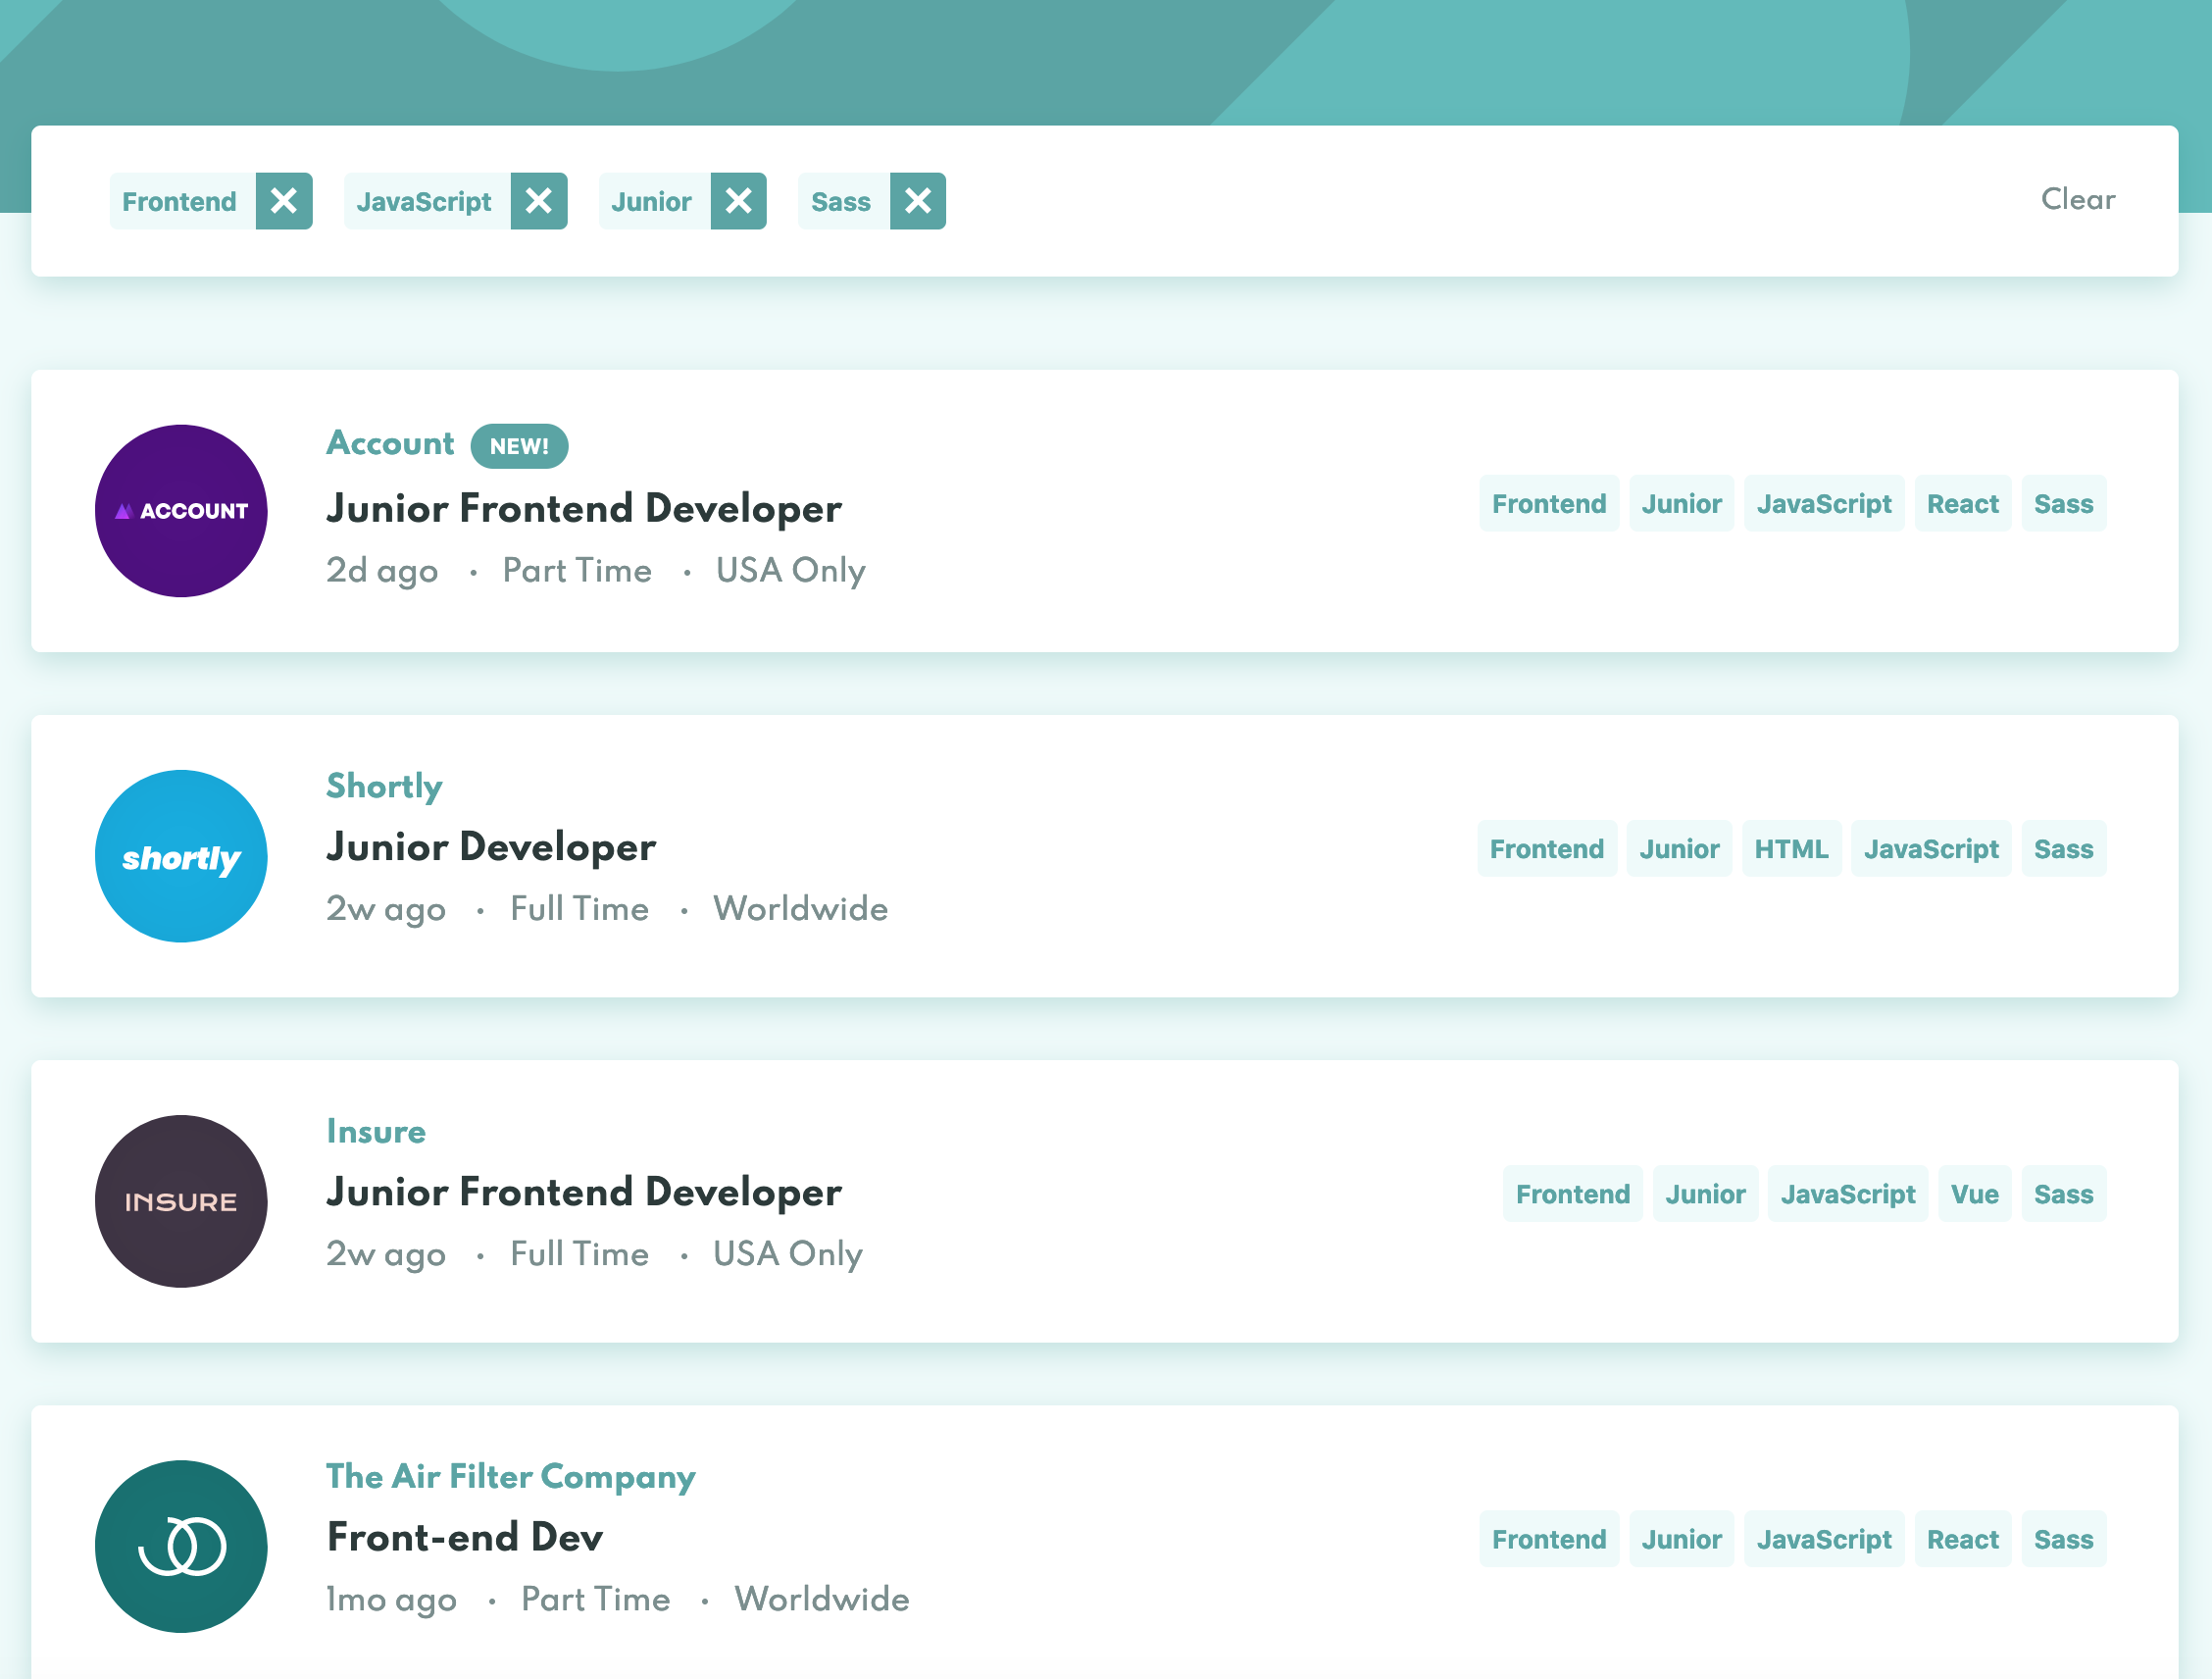 Frontend JavaScript Junior Sass Clear
Account NEW!
ACCOUNT
Junior Frontend Developer
2d ago • Part Time • USA Only
Frontend Junior JavaScript React Sass
Shortly
shortly
Junior Developer
2w ago • Full Time • Worldwide
Frontend Junior HTML JavaScript Sass
Insure
INSURE
Junior Frontend Developer
2w ago • Full Time • USA Only
Frontend Junior JavaScript Vue Sass
The Air Filter Company
Front-end Dev
1mo ago • Part Time • Worldwide
Frontend Junior JavaScript React Sass